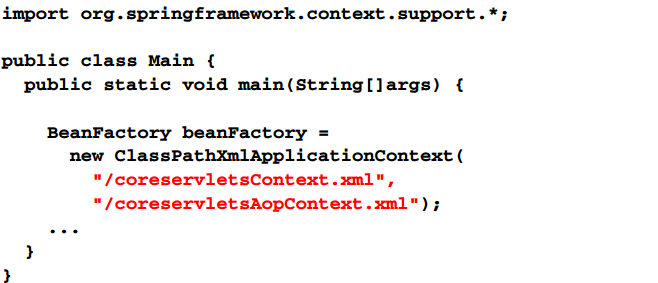 import org.springframework.context.support.*;
public class Main {
public static void main(String[]args) {
BeanFactory beanFactory =
new ClassPathXmlApplicationContext(
"/coreservletsContext.xml",
"/coreservletsAopContext.xml");
...
}
}